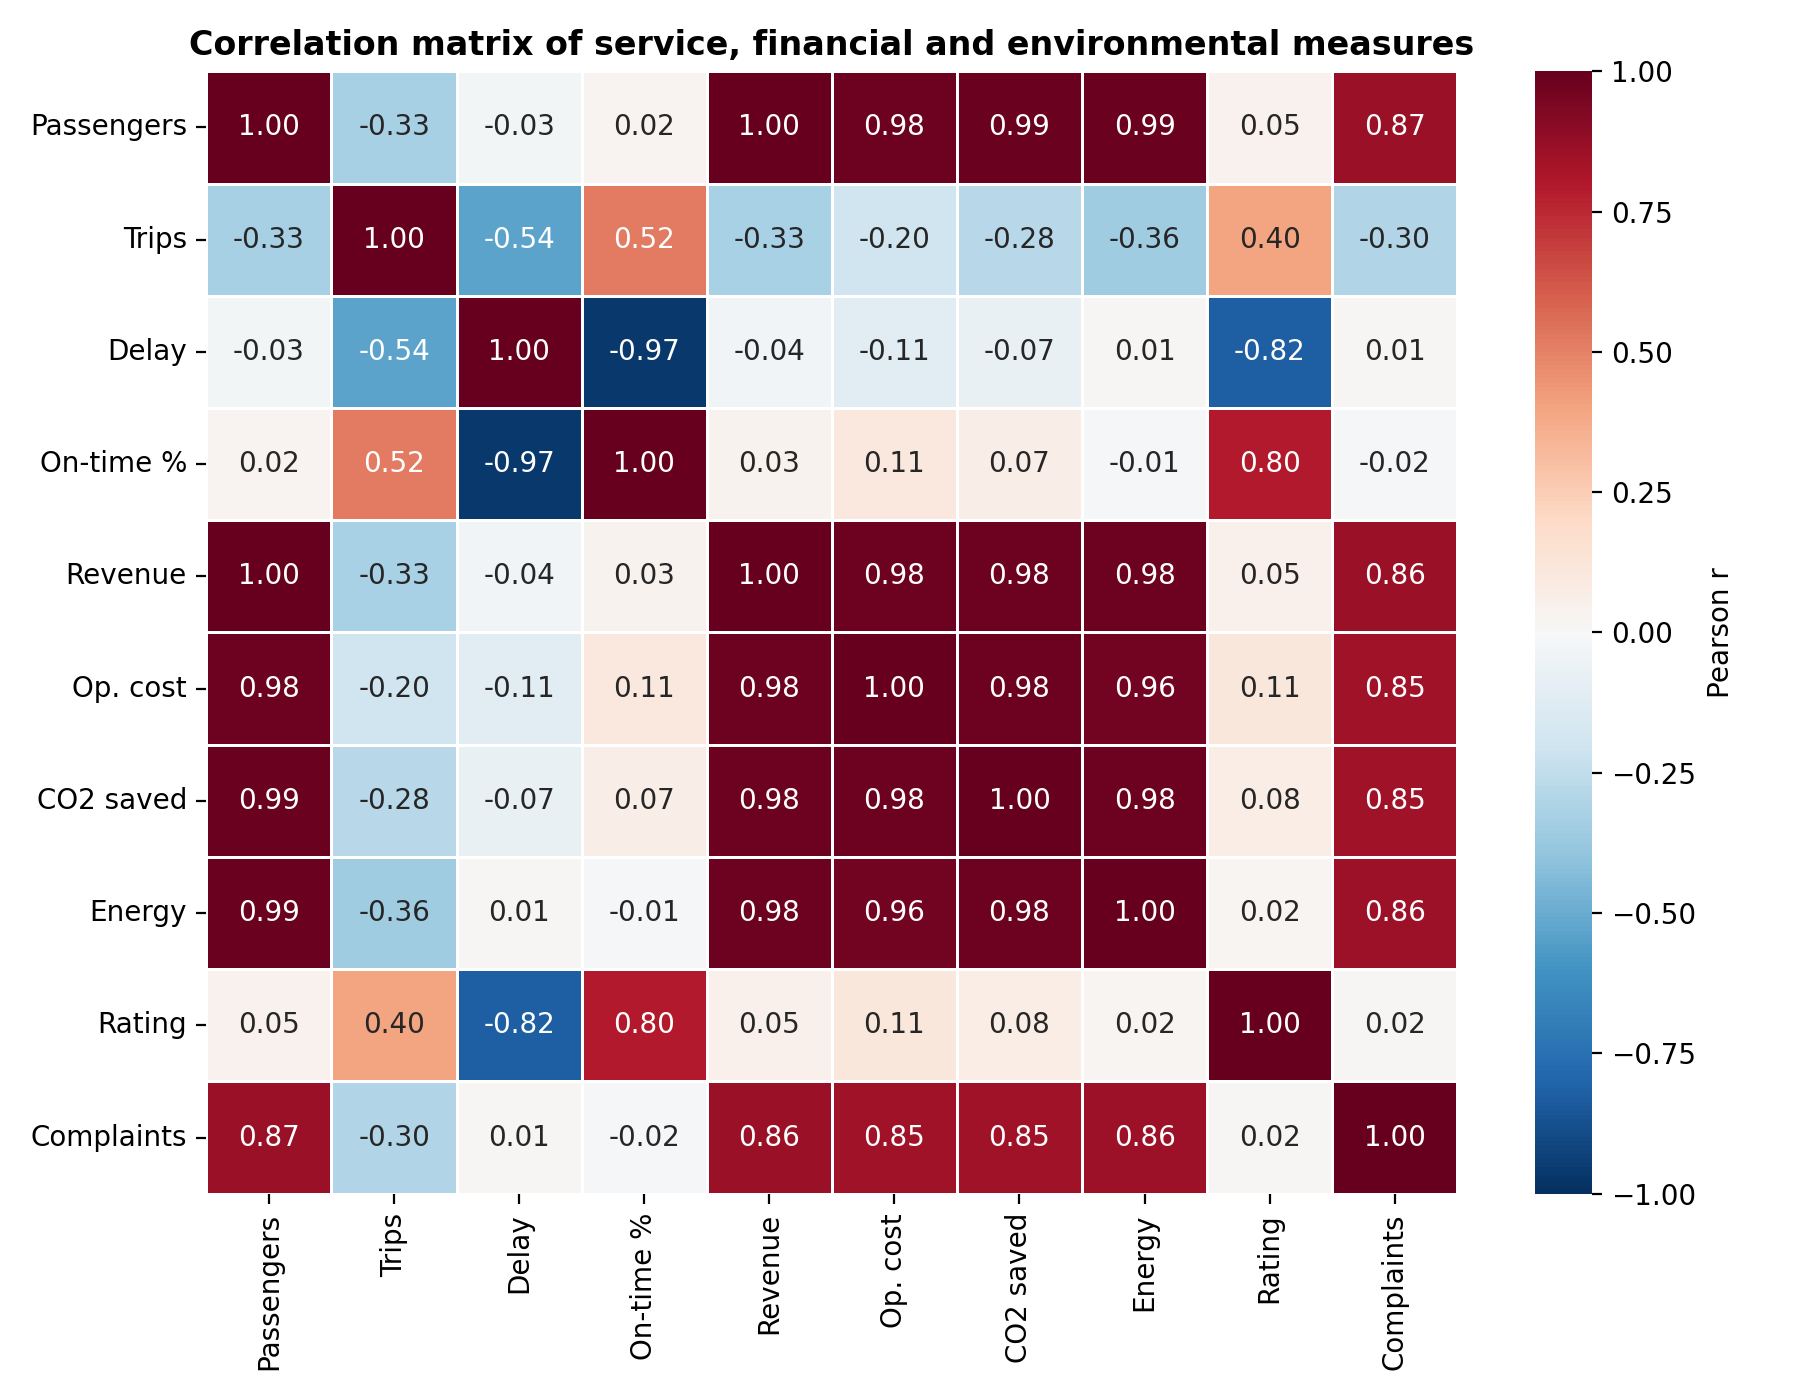 Correlation matrix of service, financial and environmental measures
Passengers 1.00 -0.33 -0.03 0.02 1.00 0.98 0.99 0.99 0.05 0.87
Trips -0.33 1.00 -0.54 0.52 -0.33 -0.20 -0.28 -0.36 0.40 -0.30
Delay -0.03 -0.54 1.00 -0.97 -0.04 -0.11 -0.07 0.01 -0.82 0.01
On-time % 0.02 0.52 -0.97 1.00 0.03 0.11 0.07 -0.01 0.80 -0.02
Revenue 1.00 -0.33 -0.04 0.03 1.00 0.98 0.98 0.98 0.05 0.86
Op. cost 0.98 -0.20 -0.11 0.11 0.98 1.00 0.98 0.96 0.11 0.85
CO2 saved 0.99 -0.28 -0.07 0.07 0.98 0.98 1.00 0.98 0.08 0.85
Energy 0.99 -0.36 0.01 -0.01 0.98 0.96 0.98 1.00 0.02 0.86
Rating 0.05 0.40 -0.82 0.80 0.05 0.11 0.08 0.02 1.00 0.02
Complaints 0.87 -0.30 0.01 -0.02 0.86 0.85 0.85 0.86 0.02 1.00
Passengers Trips Delay On-time % Revenue Op. cost CO2 saved Energy Rating Complaints
1.00
0.75
0.50
0.25
0.00
−0.25
−0.50
−0.75
−1.00
Pearson r